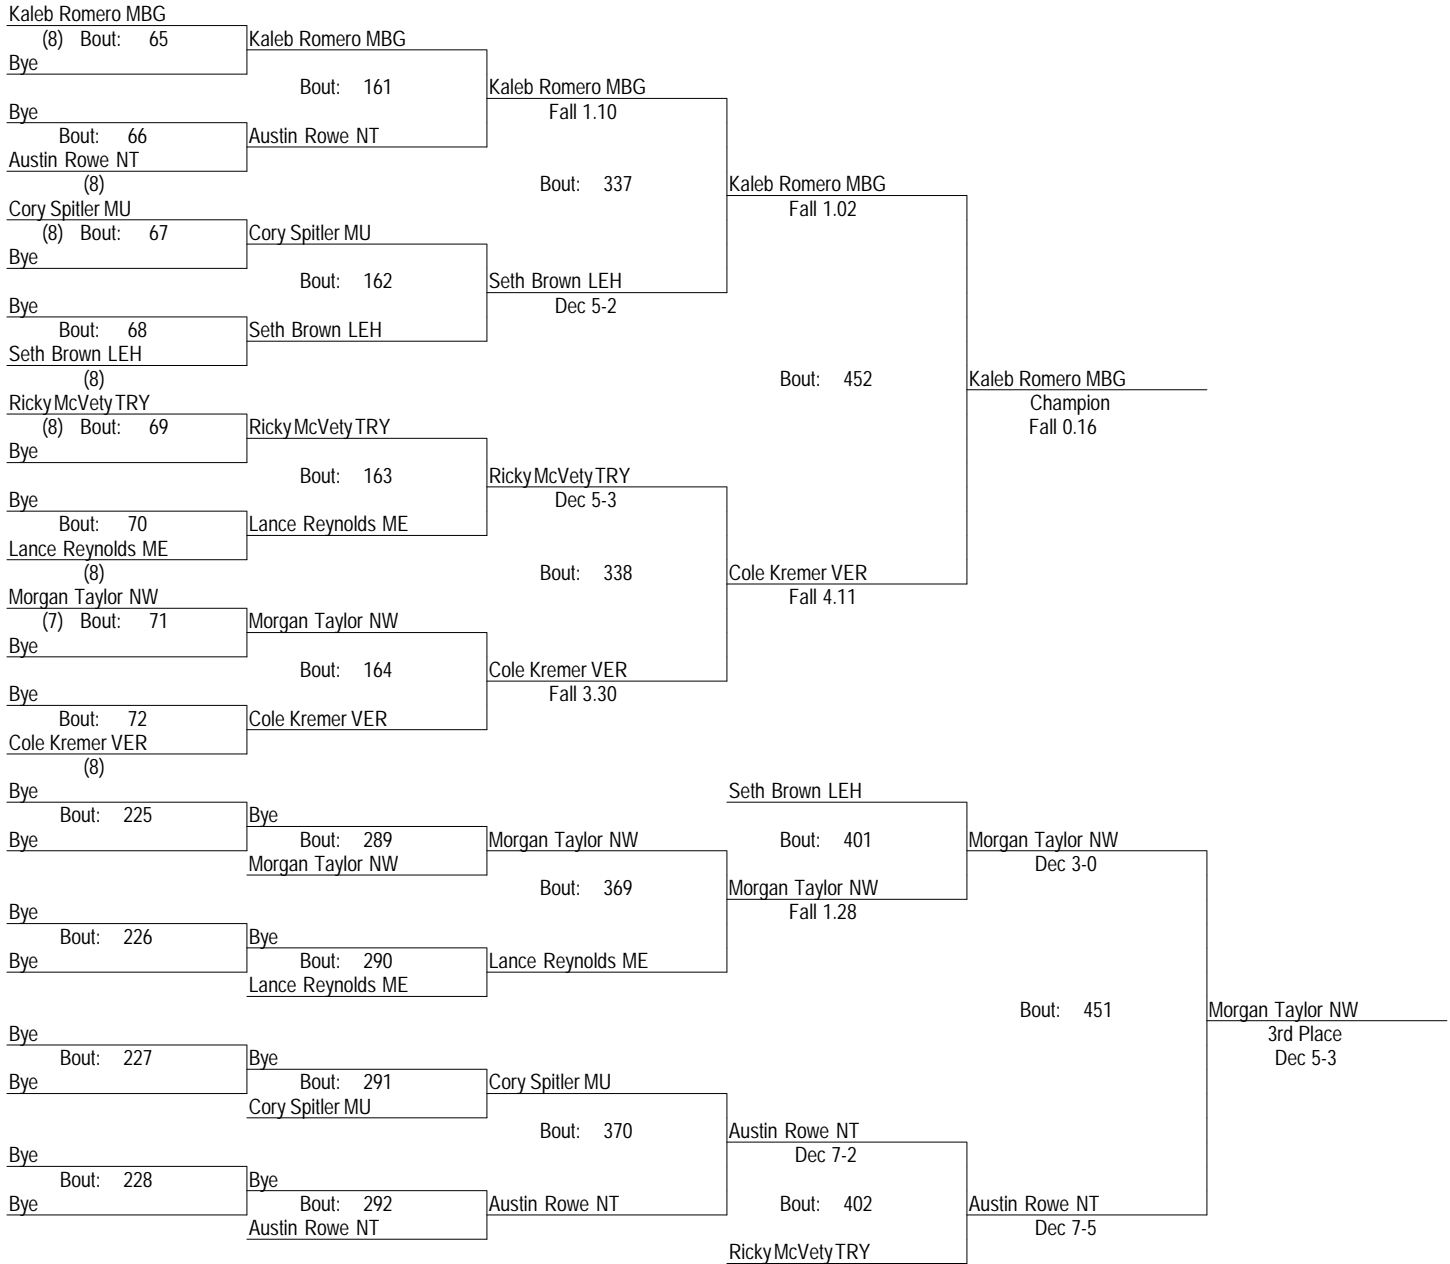 Kaleb Romero MBG
(8) Bout: 65
Kaleb Romero MBG
Bye
Bout: 161
Kaleb Romero MBG
Fall 1.10
Bye
Bout: 66
Austin Rowe NT
Austin Rowe NT
(8)
Bout: 337
Kaleb Romero MBG
Fall 1.02
Cory Spitler MU
(8) Bout: 67
Cory Spitler MU
Bye
Bout: 162
Seth Brown LEH
Dec 5-2
Bye
Bout: 68
Seth Brown LEH
Seth Brown LEH
(8)
Bout: 452
Kaleb Romero MBG
Champion
Fall 0.16
Ricky McVety TRY
(8) Bout: 69
Ricky McVety TRY
Bye
Bout: 163
Ricky McVety TRY
Dec 5-3
Bye
Bout: 70
Lance Reynolds ME
Lance Reynolds ME
(8)
Bout: 338
Cole Kremer VER
Fall 4.11
Morgan Taylor NW
(7) Bout: 71
Morgan Taylor NW
Bye
Bout: 164
Cole Kremer VER
Fall 3.30
Bye
Bout: 72
Cole Kremer VER
Cole Kremer VER
(8)
Bye
Bout: 225
Bye
Bye
Bout: 289
Morgan Taylor NW
Morgan Taylor NW
Seth Brown LEH
Bout: 401
Morgan Taylor NW
Dec 3-0
Bout: 369
Morgan Taylor NW
Fall 1.28
Bye
Bout: 226
Bye
Bye
Bout: 290
Lance Reynolds ME
Lance Reynolds ME
Bout: 451
Morgan Taylor NW
3rd Place
Dec 5-3
Bye
Bout: 227
Bye
Bye
Bout: 291
Cory Spitler MU
Cory Spitler MU
Bout: 370
Austin Rowe NT
Dec 7-2
Bye
Bout: 228
Bye
Bye
Bout: 292
Austin Rowe NT
Austin Rowe NT
Bout: 402
Austin Rowe NT
Dec 7-5
Ricky McVety TRY